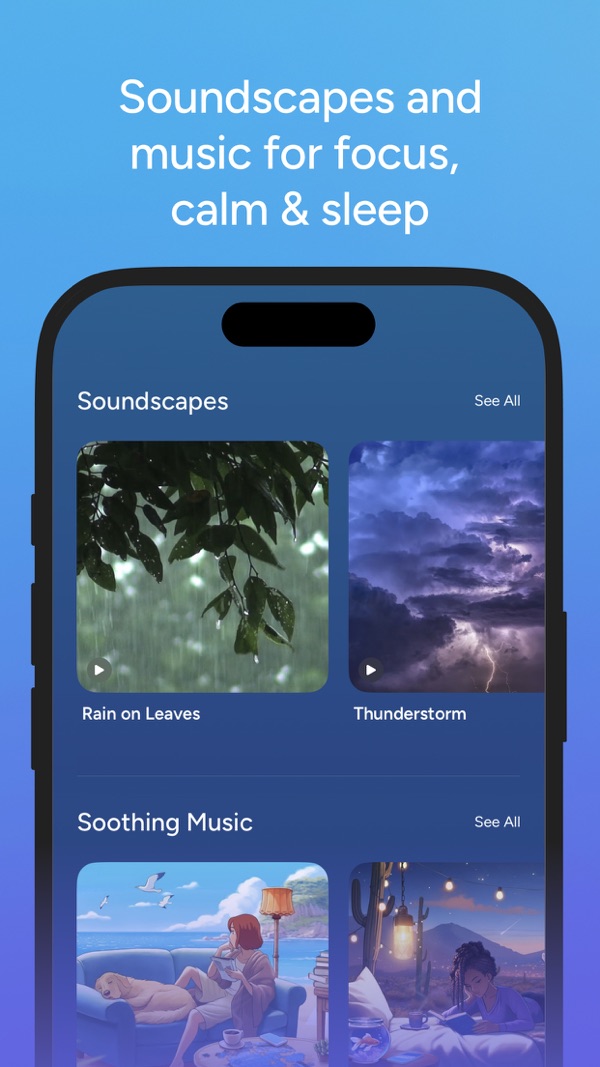 Soundscapes and
music for focus,
calm & sleep
Soundscapes
See All
Rain on Leaves
Thunderstorm
Soothing Music
See All